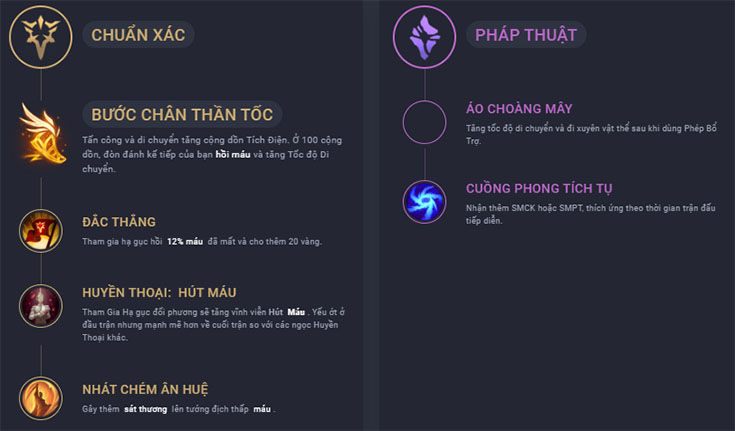 CHUẨN XÁC
BƯỚC CHÂN THẦN TỐC
Tấn công và di chuyển tăng cộng dồn Tích Điện. Ở 100 cộng
dồn, đòn đánh kế tiếp của bạn hồi máu và tăng Tốc độ Di
chuyển.
ĐẮC THẮNG
Tham gia hạ gục hồi 12% máu đã mất và cho thêm 20 vàng.
HUYỀN THOẠI: HÚT MÁU
Tham Gia Hạ gục đối phương sẽ tăng vĩnh viễn Hút Máu . Yếu ớt ở
đầu trận nhưng mạnh mẽ hơn về cuối trận so với các ngọc Huyền
Thoại khác.
NHÁT CHÉM ÂN HUỆ
Gây thêm sát thương lên tướng địch thấp máu .
PHÁP THUẬT
ÁO CHOÀNG MÂY
Tăng tốc độ di chuyển và đi xuyên vật thể sau khi dùng Phép Bổ
Trợ.
CUỒNG PHONG TÍCH TỤ
Nhận thêm SMCK hoặc SMPT, thích ứng theo thời gian trận đấu
tiếp diễn.